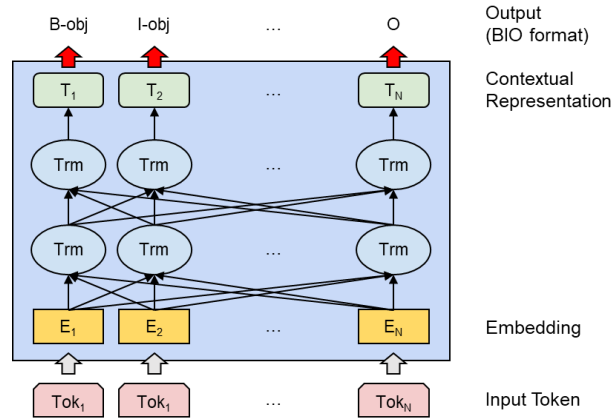 B-obj I-obj ... O Output
(BIO format)
T1 T2 ... TN Contextual
Representation
Trm Trm ... Trm
Trm Trm ... Trm
E1 E2 ... EN Embedding
Tok1 Tok1 ... TokN Input Token